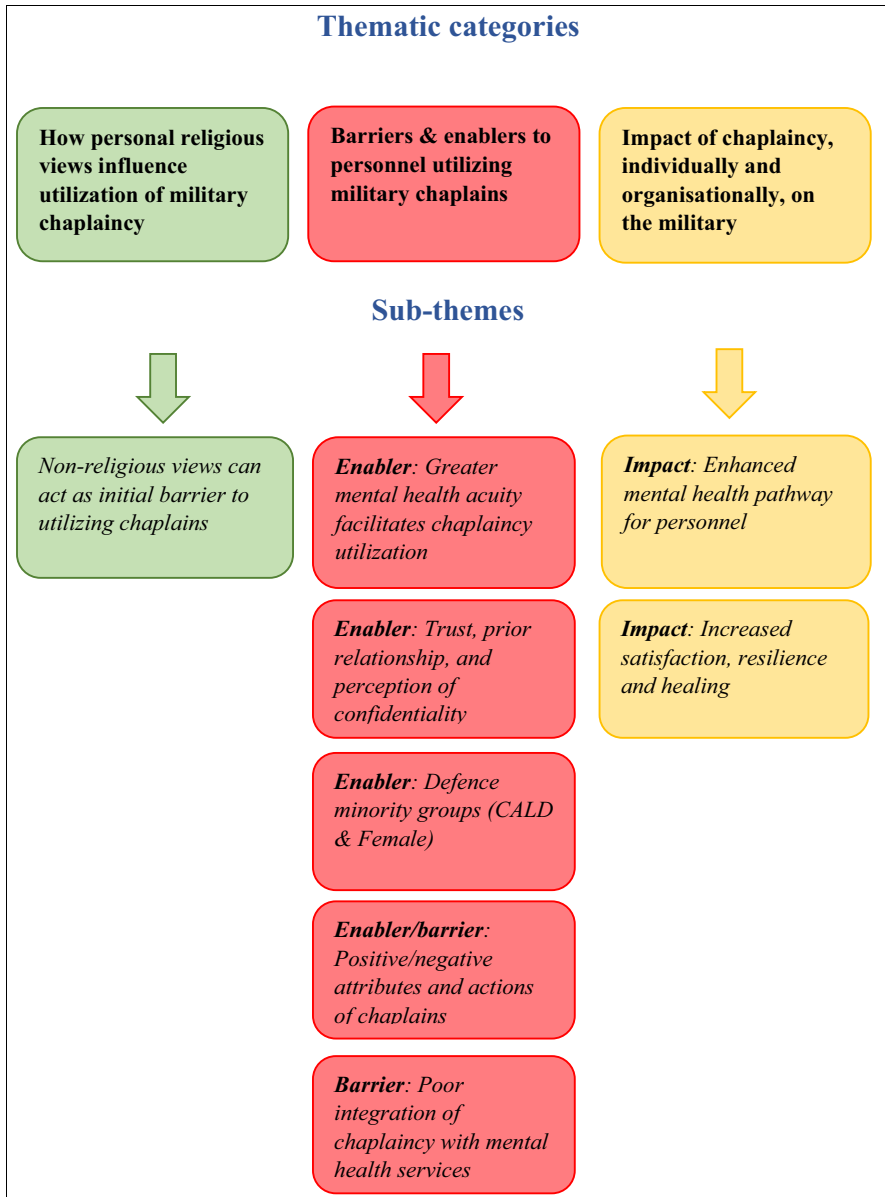 Thematic categories
How personal religious
views influence
utilization of military
chaplaincy
Barriers & enablers to
personnel utilizing
military chaplains
Impact of chaplaincy,
individually and
organisationally, on
the military
Sub-themes
Non-religious views can
act as initial barrier to
utilizing chaplains
Enabler: Greater
mental health acuity
facilitates chaplaincy
utilization
Enabler: Trust, prior
relationship, and
perception of
confidentiality
Enabler: Defence
minority groups (CALD
& Female)
Enabler/barrier:
Positive/negative
attributes and actions
of chaplains
Barrier: Poor
integration of
chaplaincy with mental
health services
Impact: Enhanced
mental health pathway
for personnel
Impact: Increased
satisfaction, resilience
and healing